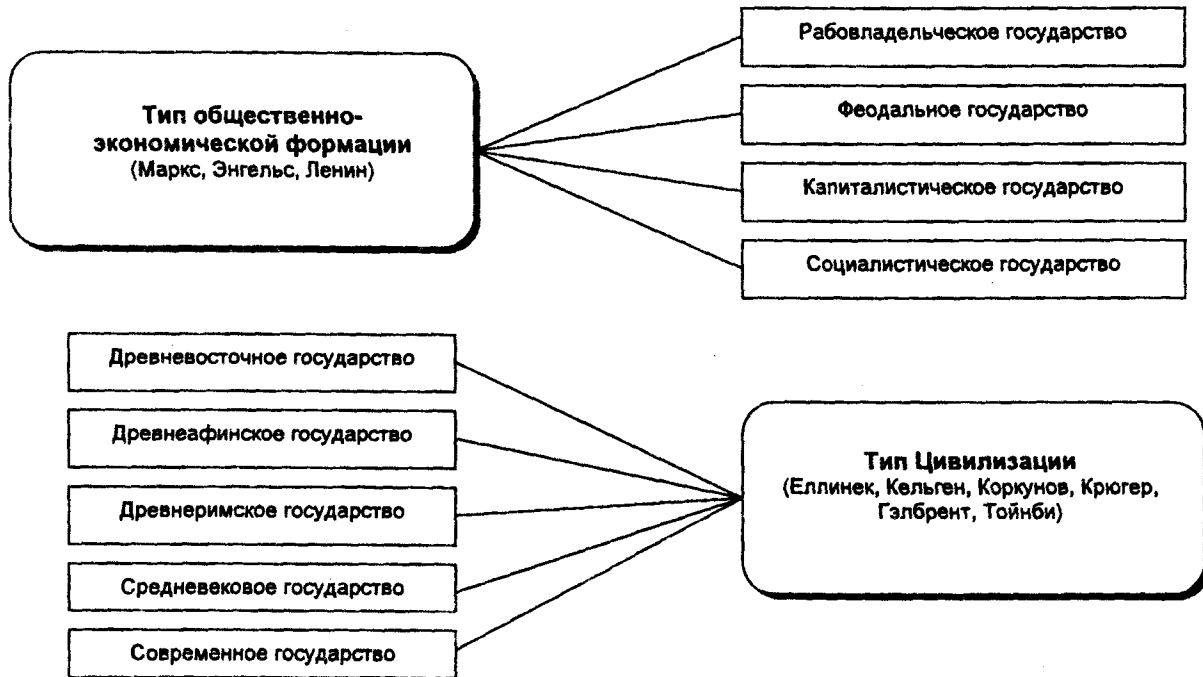 Тип общественно-
экономической формации
(Маркс, Энгельс, Ленин)
Рабовладельческое государство
Феодальное государство
Капиталистическое государство
Социалистическое государство
Древневосточное государство
Древнеафинское государство
Древнеримское государство
Средневековое государство
Современное государство
Тип Цивилизации
(Еллинек, Кельген, Коркунов, Крюгер,
Гэлбрент, Тойнби)